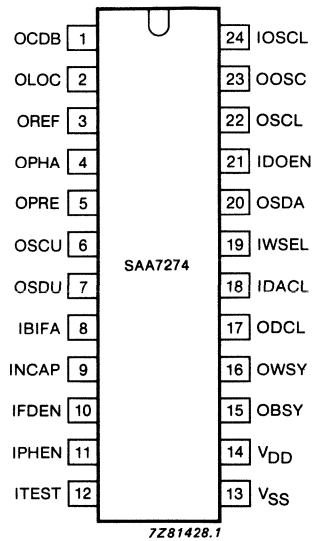 OCDB 1 24 IOSCL
OLOC 2 23 OOSC
OREF 3 22 OSCL
OPHA 4 21 IDOEN
OPRE 5 20 OSDA
OSCU 6 19 IWSEL
SAA7274
OSDU 7 18 IDACL
IBIFA 8 17 ODCL
INCAP 9 16 OWSY
IFDEN 10 15 OBSY
IPHEN 11 14 VDD
ITEST 12 13 VSS
7Z81428.1